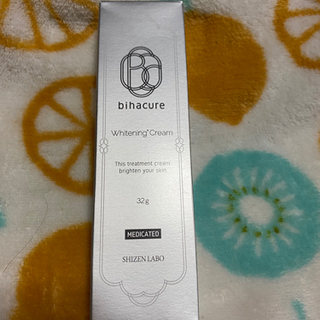 bihacure
Whitening*Cream
This treatment cream
brighten your skin
32g
MEDICATED
SHIZEN LABO